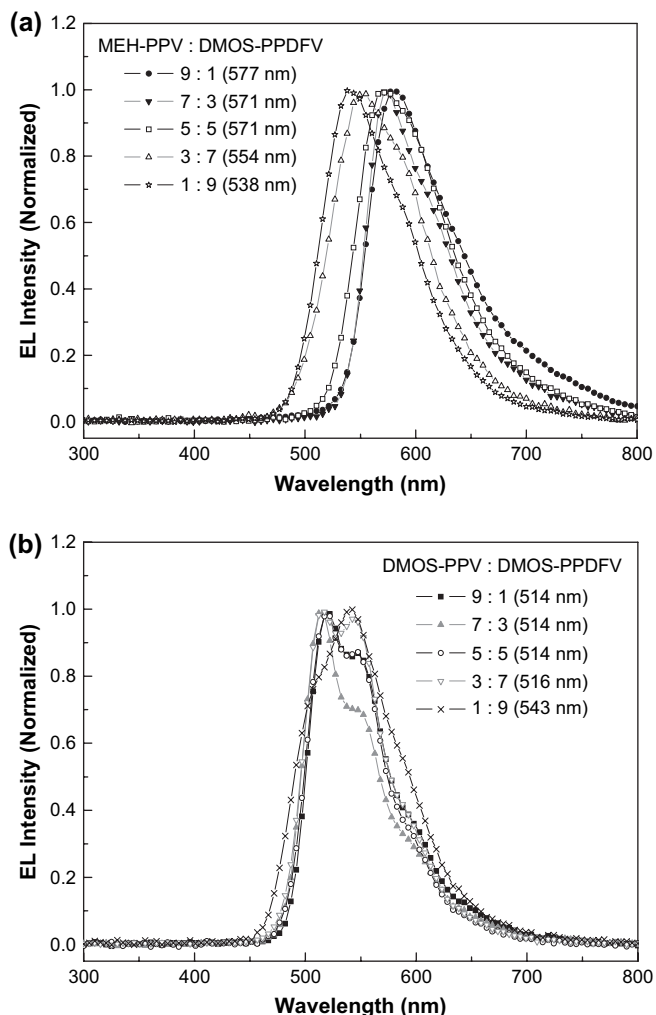 (a)
MEH-PPV : DMOS-PPDFV
9 : 1 (577 nm)
7 : 3 (571 nm)
5 : 5 (571 nm)
3 : 7 (554 nm)
1 : 9 (538 nm)
EL Intensity (Normalized)
1.2
1.0
0.8
0.6
0.4
0.2
0.0
300 400 500 600 700 800
Wavelength (nm)
(b)
DMOS-PPV : DMOS-PPDFV
9 : 1 (514 nm)
7 : 3 (514 nm)
5 : 5 (514 nm)
3 : 7 (516 nm)
1 : 9 (543 nm)
EL Intensity (Normalized)
1.2
1.0
0.8
0.6
0.4
0.2
0.0
300 400 500 600 700 800
Wavelength (nm)